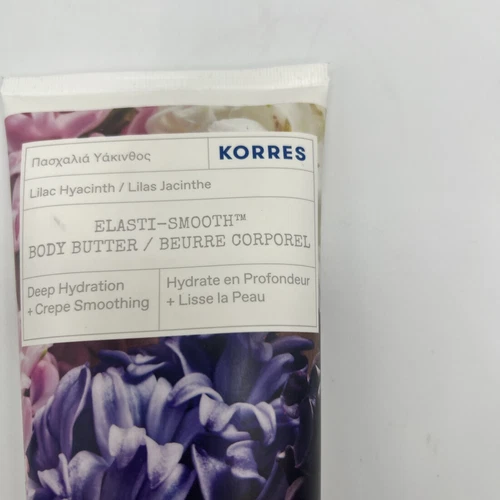 Πασχαλιά Υάκινθος
KORRES
Lilac Hyacinth / Lilas Jacinthe
ELASTI-SMOOTH™
BODY BUTTER / BEURRE CORPOREL
Deep Hydration
+ Crepe Smoothing
Hydrate en Profondeur
+ Lisse la Peau